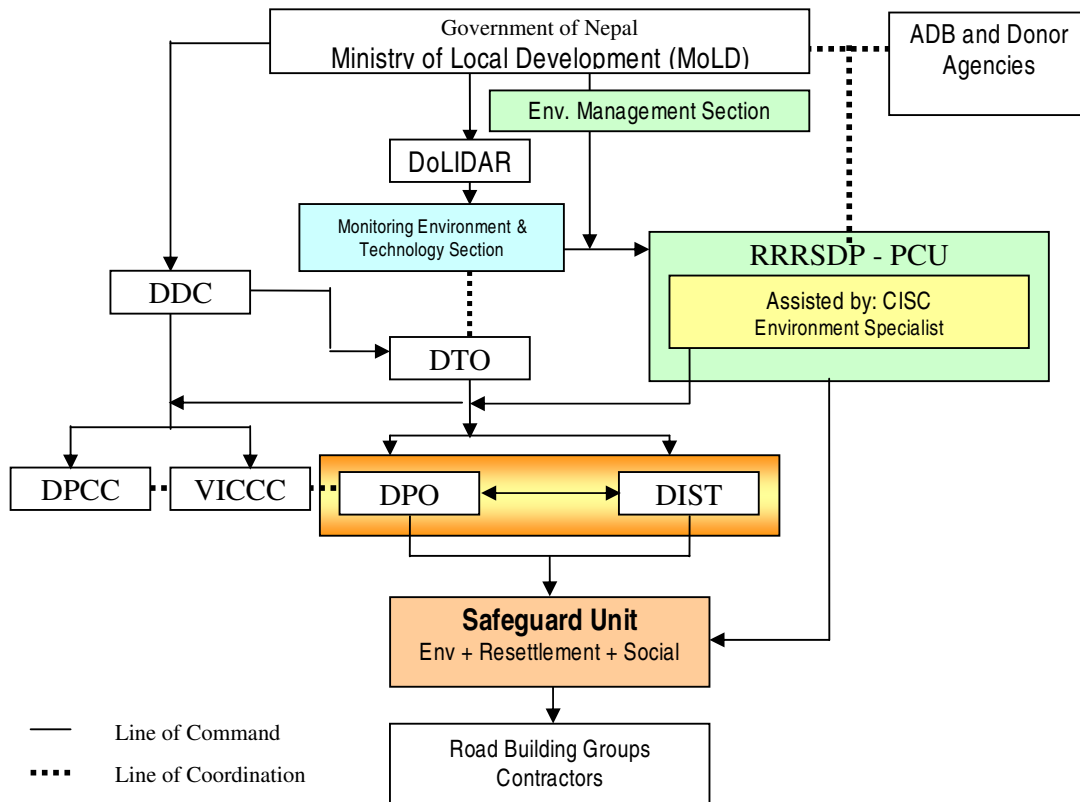 Government of Nepal
Ministry of Local Development (MoLD)
ADB and Donor
Agencies
Env. Management Section
DoLIDAR
Monitoring Environment &
Technology Section
RRRSDP - PCU
Assisted by: CISC
Environment Specialist
DDC
DTO
DPCC
VICCC
DPO
DIST
Safeguard Unit
Env + Resettlement + Social
Line of Command
Line of Coordination
Road Building Groups
Contractors